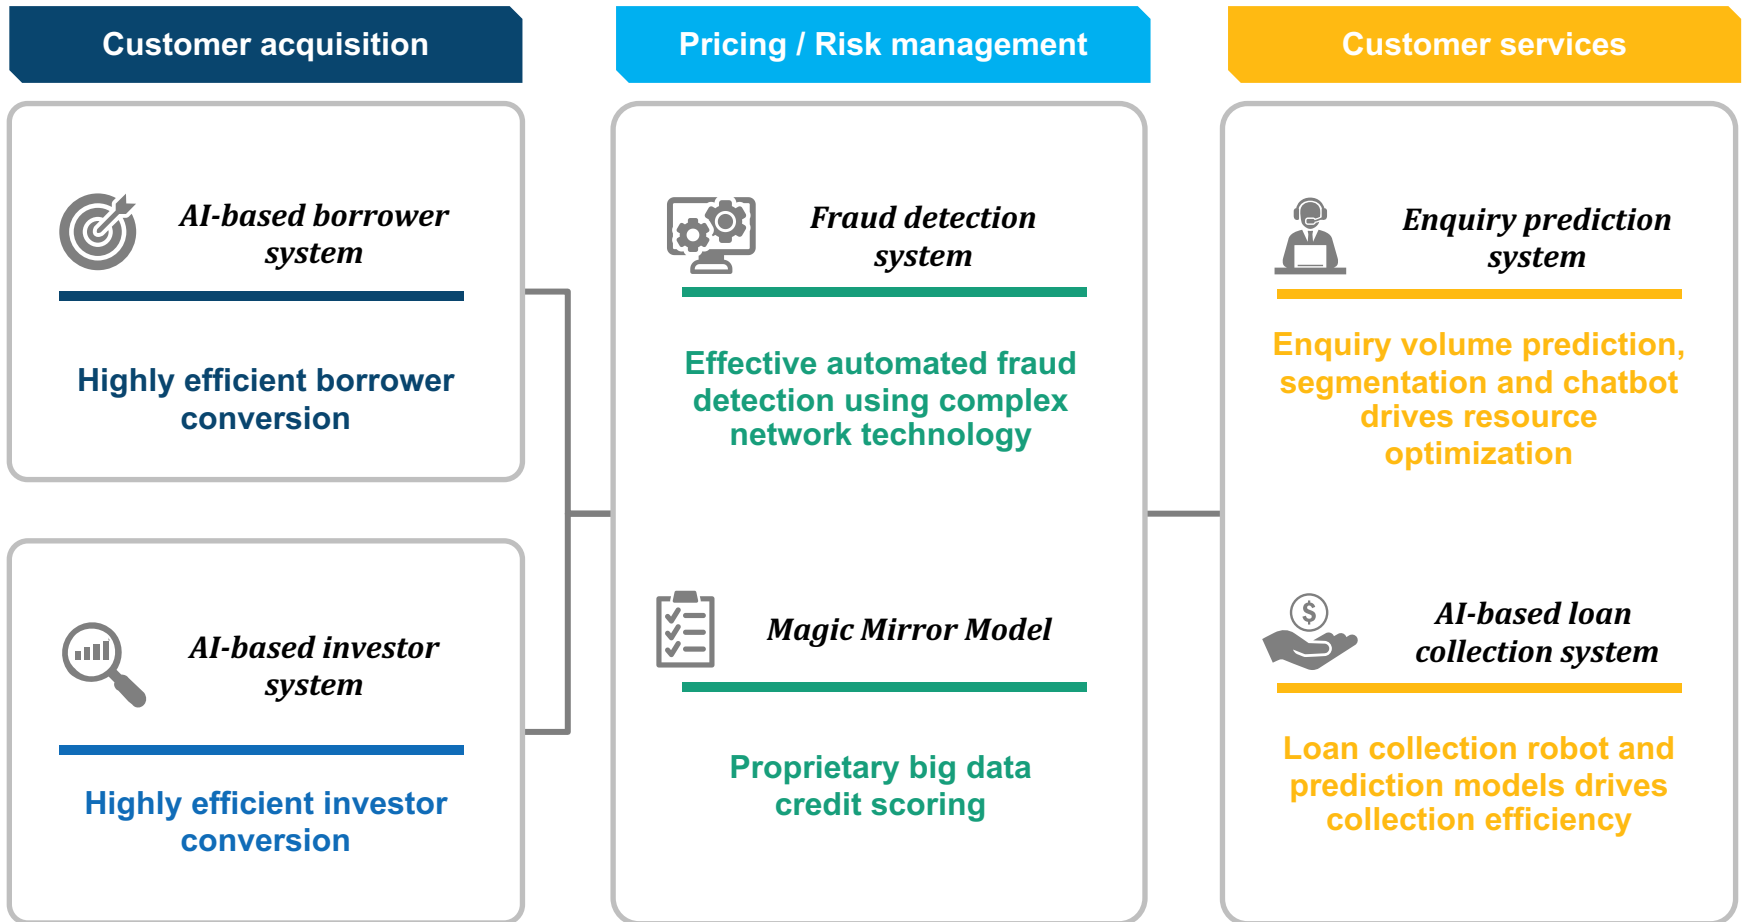 Customer acquisition
Pricing / Risk management
Customer services
AI-based borrower
system
Highly efficient borrower
conversion
AI-based investor
system
Highly efficient investor
conversion
Fraud detection
system
Effective automated fraud
detection using complex
network technology
Magic Mirror Model
Proprietary big data
credit scoring
Enquiry prediction
system
Enquiry volume prediction,
segmentation and chatbot
drives resource
optimization
$
AI-based loan
collection system
Loan collection robot and
prediction models drives
collection efficiency